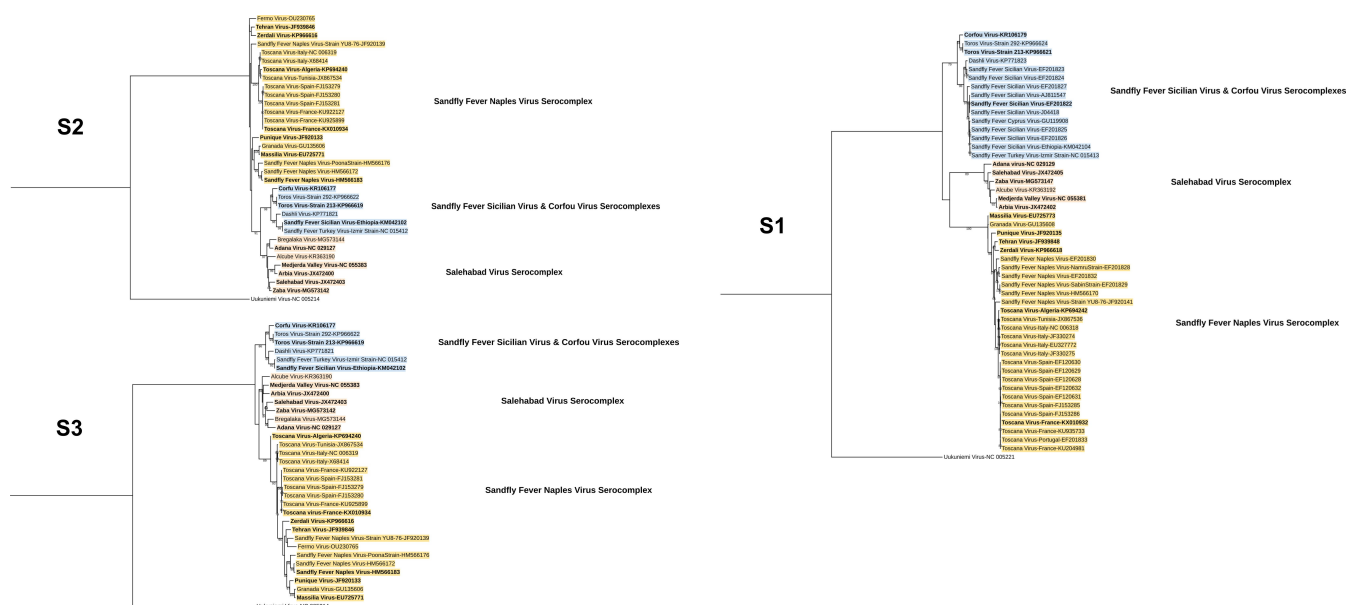 Fermo Virus-OU230765
Tehran Virus-JF939846
Zerdali Virus-KP966616
Sandfly Fever Naples Virus-Strain YU8-76-JF920139
Toscana Virus-Italy-NC 006319
Toscana Virus-Italy-X68414
Toscana Virus-Algeria-KP694240
Toscana Virus-Tunisia-JX867534
Toscana Virus-Spain-FJ153279
Toscana Virus-Spain-FJ153280
Toscana Virus-Spain-FJ153281
Toscana Virus-France-KU922127
Toscana Virus-France-KU925899
Toscana Virus-France-KX010934
Punique Virus-JF920133
Granada Virus-GU135606
Massilia Virus-EU725771
Sandfly Fever Naples Virus-PoonaStrain-HM566176
Sandfly Fever Naples Virus-HM566172
Sandfly Fever Naples Virus-HM566183
Corfu Virus-KR106177
Toros Virus-Strain 292-KP966622
Toros Virus-Strain 213-KP966619
Dashli Virus-KP771821
Sandfly Fever Sicilian Virus-Ethiopia-KM042102
Sandfly Fever Turkey Virus-Izmir Strain-NC 015412
Bregalaka Virus-MG573144
Adana Virus-NC 029127
Alcube Virus-KR363190
Medjerda Valley Virus-NC 055383
Arbia Virus-JX472400
Salehabad Virus-JX472403
Zaba Virus-MG573142
Uukuniemi Virus-NC 005214
S2
Sandfly Fever Naples Virus Serocomplex
Sandfly Fever Sicilian Virus & Corfou Virus Serocomplexes
Salehabad Virus Serocomplex
Corfu Virus-KR106177
Toros Virus-Strain 292-KP966622
Toros Virus-Strain 213-KP966619
Dashli Virus-KP771821
Sandfly Fever Turkey Virus-Izmir Strain-NC 015412
Sandfly Fever Sicilian Virus-Ethiopia-KM042102
Alcube Virus-KR363190
Medjerda Valley Virus-NC 055383
Arbia Virus-JX472400
Salehabad Virus-JX472403
Zaba Virus-MG573142
Bregalaka Virus-MG573144
Adana Virus-NC 029127
Toscana Virus-Algeria-KP694240
Toscana Virus-Tunisia-JX867534
Toscana Virus-Italy-NC 006319
Toscana Virus-Italy-X68414
Toscana Virus-France-KU922127
Toscana Virus-Spain-FJ153281
Toscana Virus-Spain-FJ153279
Toscana Virus-Spain-FJ153280
Toscana Virus-France-KU925899
Toscana virus-France-KX010934
Zerdali Virus-KP966616
Tehran Virus-JF939846
Sandfly Fever Naples Virus-Strain YU8-76-JF920139
Fermo Virus-OU230765
Sandfly Fever Naples Virus-PoonaStrain-HM566176
Sandfly Fever Naples Virus-HM566172
Sandfly Fever Naples Virus-HM566183
Punique Virus-JF920133
Granada Virus-GU135606
Massilia Virus-EU725771
S3
Sandfly Fever Sicilian Virus & Corfou Virus Serocomplexes
Salehabad Virus Serocomplex
Sandfly Fever Naples Virus Serocomplex
Corfou Virus-KR106179
Toros Virus-Strain 292-KP966624
Toros Virus-Strain 213-KP966621
Dashli Virus-KP771823
Sandfly Fever Sicilian Virus-EF201823
Sandfly Fever Sicilian Virus-EF201824
Sandfly Fever Sicilian Virus-EF201827
Sandfly Fever Sicilian Virus-AJ811547
Sandfly Fever Sicilian Virus-EF201822
Sandfly Fever Sicilian Virus-J04418
Sandfly Fever Cyprus Virus-GU119908
Sandfly Fever Sicilian Virus-EF201825
Sandfly Fever Sicilian Virus-EF201826
Sandfly Fever Sicilian Virus-Ethiopia-KM042104
Sandfly Fever Turkey Virus-Izmir Strain-NC 015413
Adana virus-NC 029129
Salehabad Virus-JX472405
Zaba Virus-MG573147
Alcube Virus-KR363192
Medjerda Valley Virus-NC 055381
Arbia Virus-JX472402
Massilia Virus-EU725773
Granada Virus-GU135608
Punique Virus-JF920135
Tehran Virus-JF939848
Zerdali Virus-KP966618
Sandfly Fever Naples Virus-EF201830
Sandfly Fever Naples Virus-NamruStrain-EF201828
Sandfly Fever Naples Virus-EF201832
Sandfly Fever Naples Virus-SabinStrain-EF201829
Sandfly Fever Naples Virus-HM566170
Sandfly Fever Naples Virus-Strain YU8-76-JF920141
Toscana Virus-Algeria-KP694242
Toscana Virus-Tunisia-JX867536
Toscana Virus-Italy-NC 006318
Toscana Virus-Italy-JF330274
Toscana Virus-Italy-EU327772
Toscana Virus-Italy-JF330275
Toscana Virus-Spain-EF120630
Toscana Virus-Spain-EF120629
Toscana Virus-Spain-EF120628
Toscana Virus-Spain-EF120632
Toscana Virus-Spain-EF120631
Toscana Virus-Spain-FJ153285
Toscana Virus-Spain-FJ153286
Toscana Virus-France-KX010932
Toscana Virus-France-KU935733
Toscana Virus-Portugal-EF201833
Toscana Virus-France-KU204981
Uukuniemi Virus-NC 005221
S1
Sandfly Fever Sicilian Virus & Corfou Virus Serocomplexes
Salehabad Virus Serocomplex
Sandfly Fever Naples Virus Serocomplex